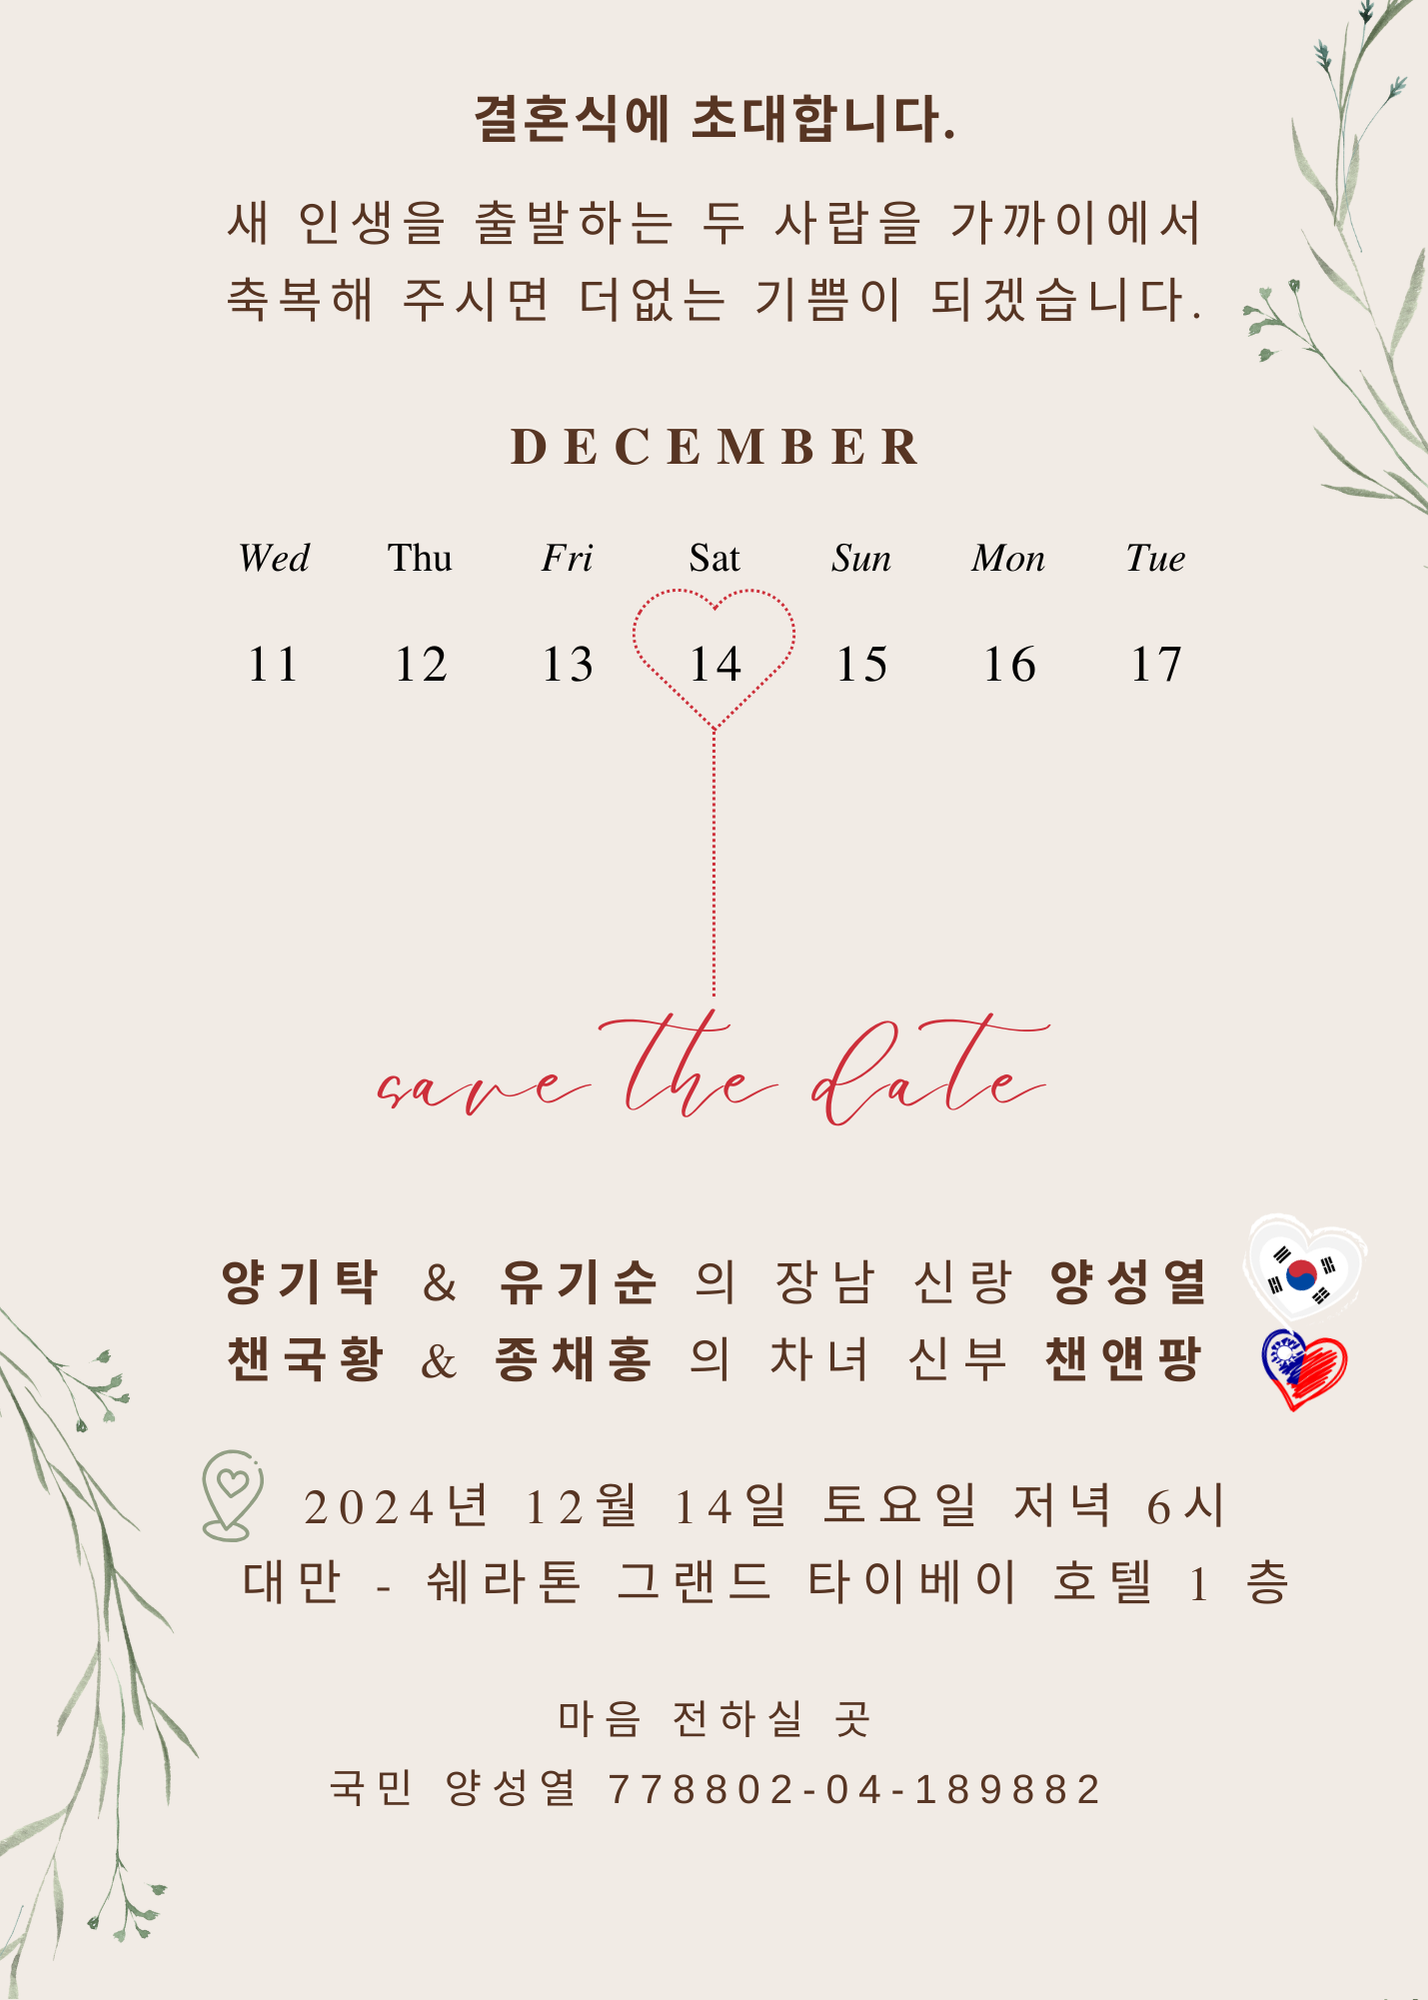 결혼식에 초대합니다.
새 인생을 출발하는 두 사랍을 가까이에서
축복해 주시면 더없는 기쁨이 되겠습니다.
DECEMBER
Wed Thu Fri Sat Sun Mon Tue
11 12 13 14 15 16 17
save the date
양기탁 & 유기순 의 장남 신랑 양성열
챈국황 & 종채홍 의 차녀 신부 챈얜팡
2024년 12월 14일 토요일 저녁 6시
대만 - 쉐라톤 그랜드 타이베이 호텔 1 층
마음 전하실 곳
국민 양성열 778802-04-189882